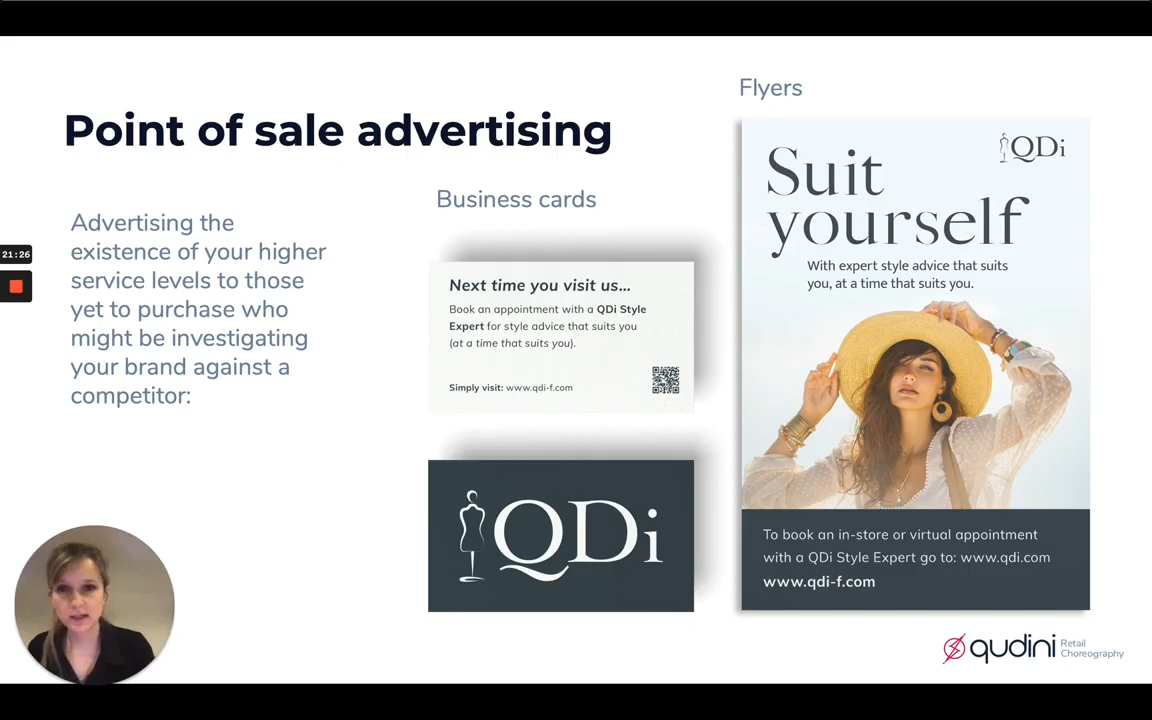 Point of sale advertising
Advertising the
existence of your higher
service levels to those
yet to purchase who
might be investigating
your brand against a
competitor:
21:26
Business cards
Next time you visit us...
Book an appointment with a QDi Style
Expert for style advice that suits you
(at a time that suits you).
Simply visit: www.qdi-f.com
QDi
Flyers
QDi
Suit
yourself
With expert style advice that suits
you, at a time that suits you.
To book an in-store or virtual appointment
with a QDi Style Expert go to: www.qdi.com
www.qdi-f.com
qudini
Retail
Choreography